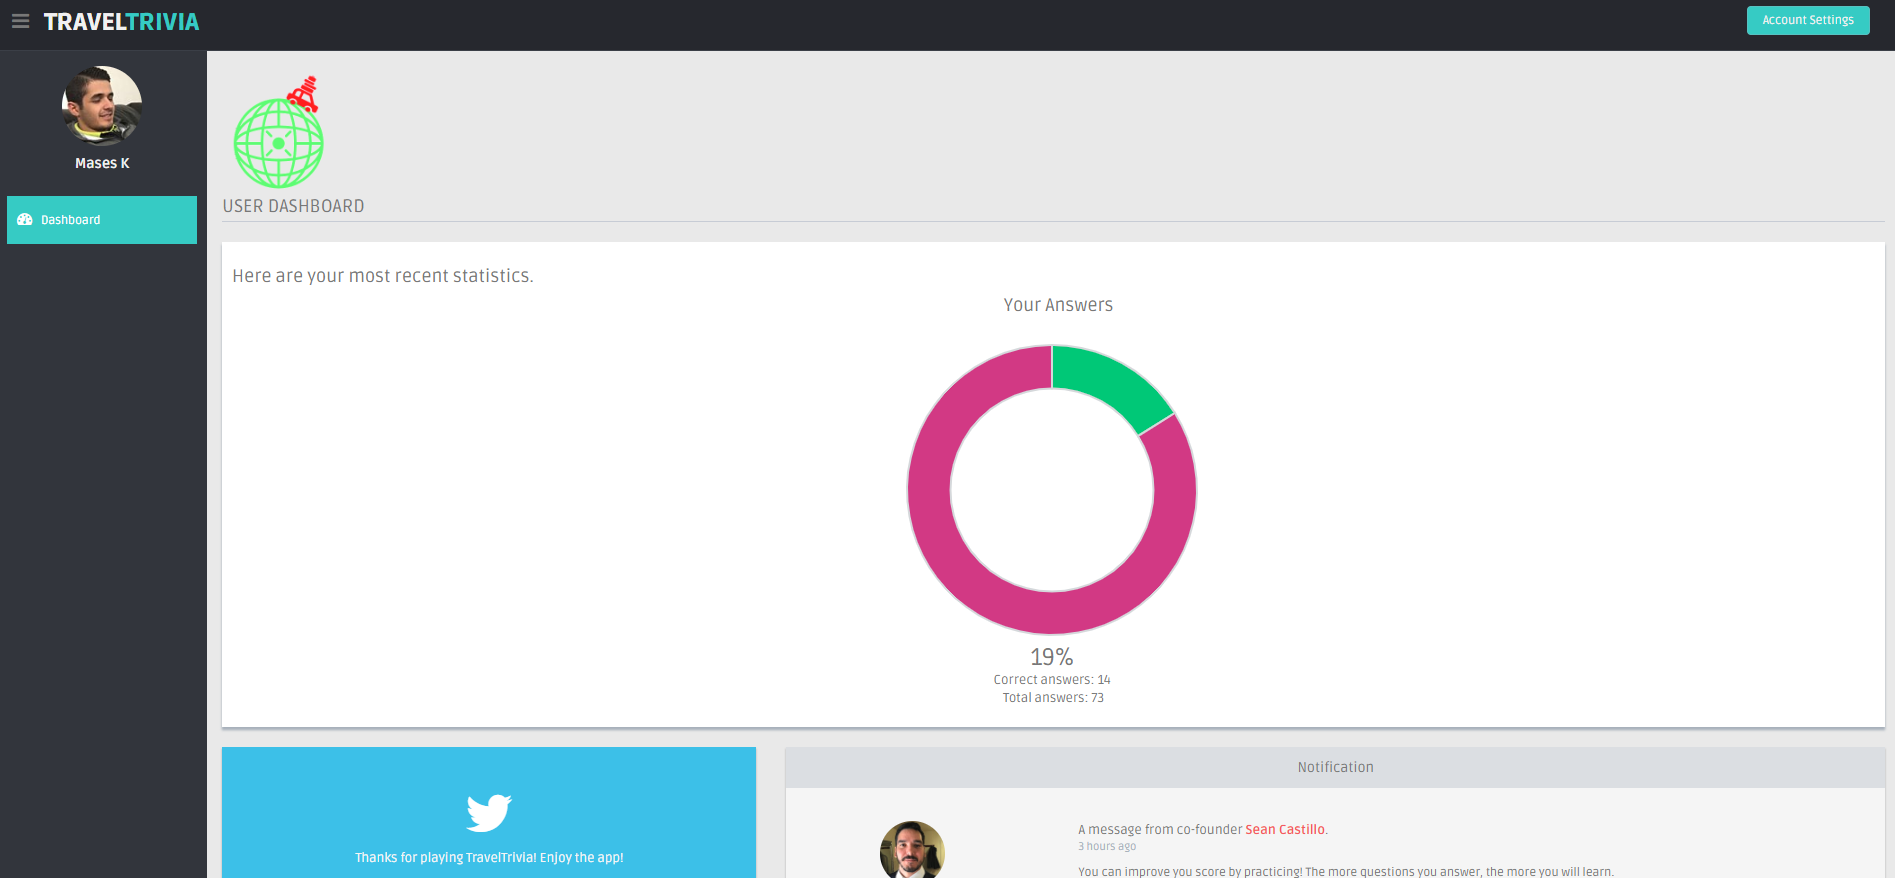 TRAVELTRIVIA
Account Settings
Mases K
Dashboard
USER DASHBOARD
Here are your most recent statistics.
Your Answers
19%
Correct answers: 14
Total answers: 73
Thanks for playing TravelTrivia! Enjoy the app!
Notification
A message from co-founder Sean Castillo.
3 hours ago
You can improve you score by practicing! The more questions you answer, the more you will learn.